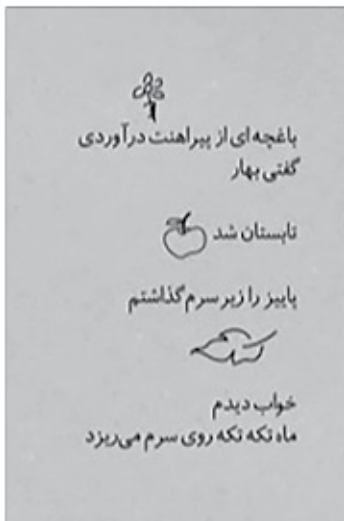 باغچه ای از پیراهنت درآوردی
گفتی بهار
تابستان شد
پاییز را زیر سرم گذاشتم
خواب دیدم
ماه تکه تکه روی سرم می‌ریزد